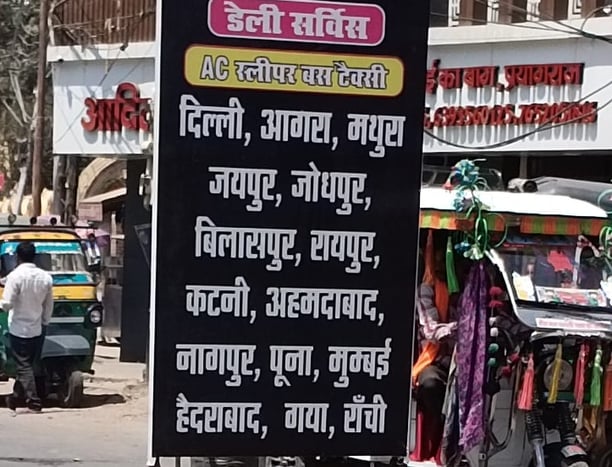 डेली सर्विस
AC स्लीपर बस टैक्सी
दिल्ली, आगरा, मथुरा
जयपुर, जोधपुर,
बिलासपुर, रायपुर,
कटनी, अहमदाबाद,
नागपुर, पूना, मुम्बई
हैदराबाद, गया, राँची
का बाग, प्रयागराज